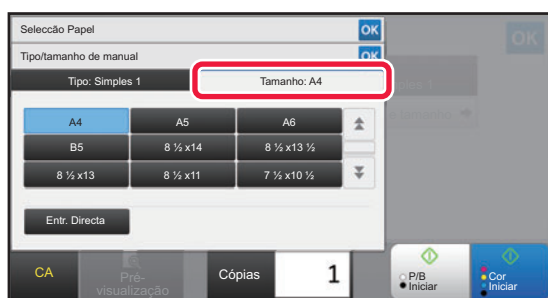 Seleccão Papel
OK
OK
Tipo/tamanho de manual
OK
Tipo: Simples 1
Tamanho: A4
A4
A5
A6
B5
8 ½ x14
8 ½ x13 ½
8 ½ x13
8 ½ x11
7 ½ x10 ½
Entr. Directa
CA
Pré-
visualização
Cópias
1
P/B
Iniciar
Cor
Iniciar